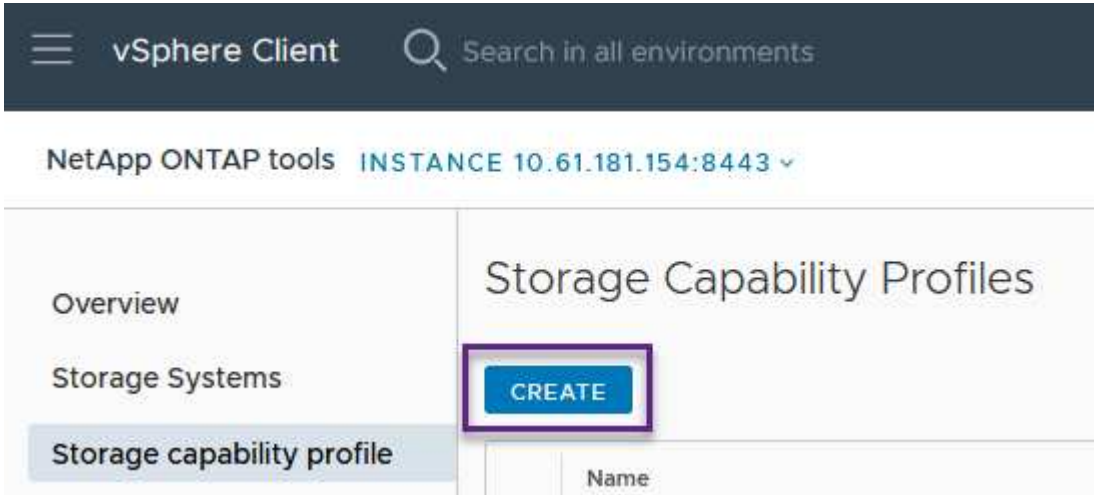 vSphere Client
Search in all environments
NetApp ONTAP tools INSTANCE 10.61.181.154:8443
Overview
Storage Systems
Storage capability profile
Storage Capability Profiles
CREATE
Name